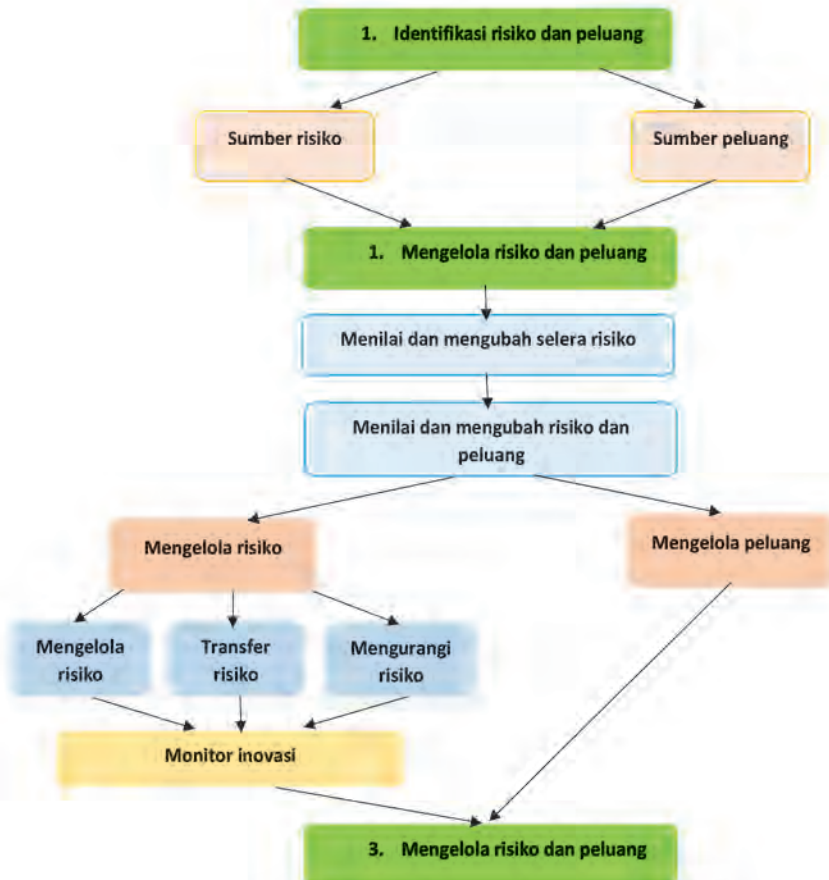 1. Identifikasi risiko dan peluang
Sumber risiko
Sumber peluang
1. Mengelola risiko dan peluang
Menilai dan mengubah selera risiko
Menilai dan mengubah risiko dan
peluang
Mengelola risiko
Mengelola peluang
Mengelola
risiko
Transfer
risiko
Mengurangi
risiko
Monitor inovasi
3. Mengelola risiko dan peluang